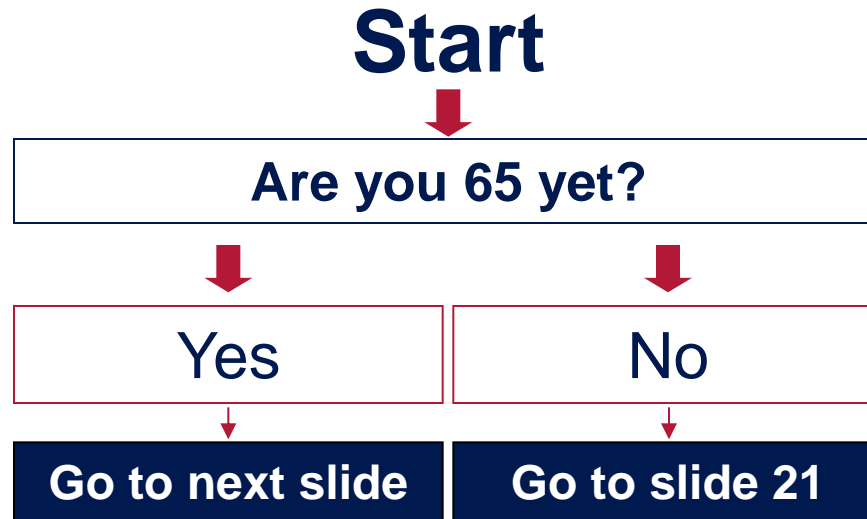 Start
Are you 65 yet?
Yes
No
Go to next slide
Go to slide 21